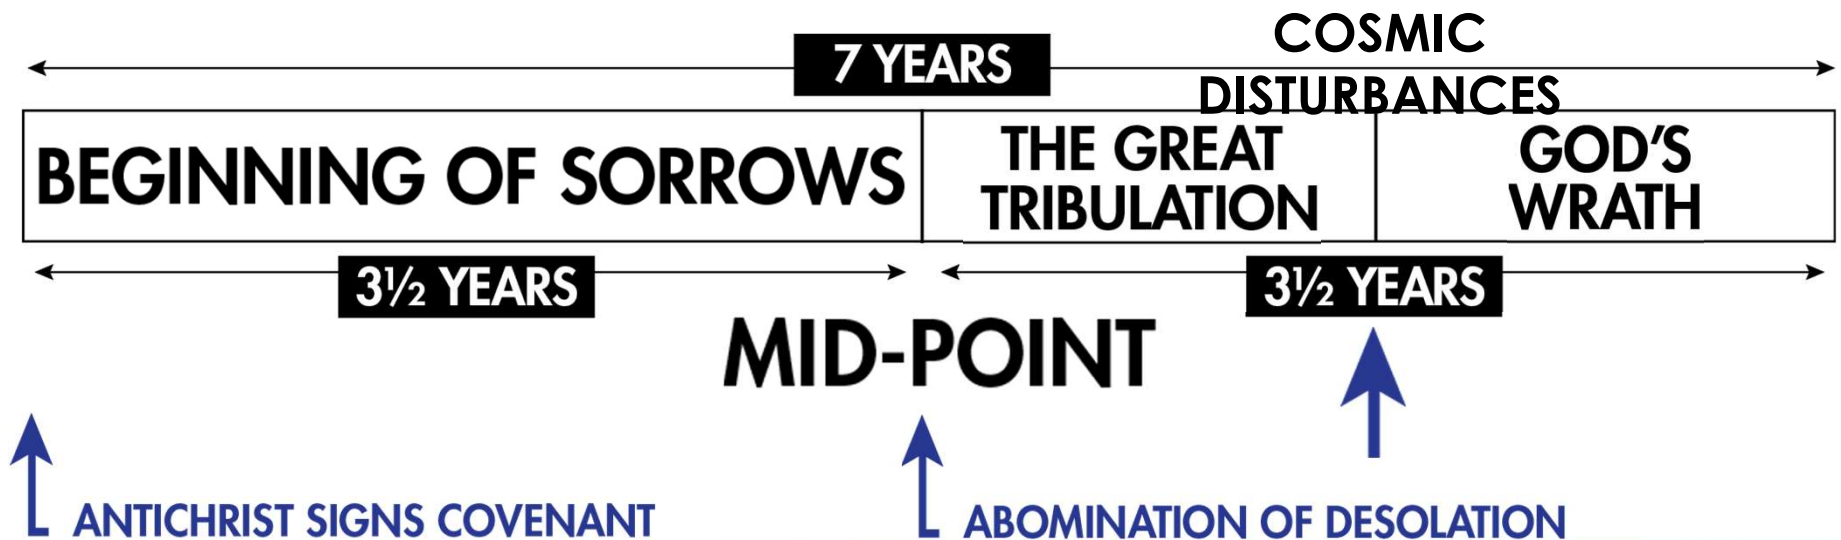 COSMIC
7 YEARS
DISTURBANCES
BEGINNING OF SORROWS
THE GREAT
TRIBULATION
GOD'S
WRATH
3½ YEARS
3½ YEARS
MID-POINT
ANTICHRIST SIGNS COVENANT
ABOMINATION OF DESOLATION